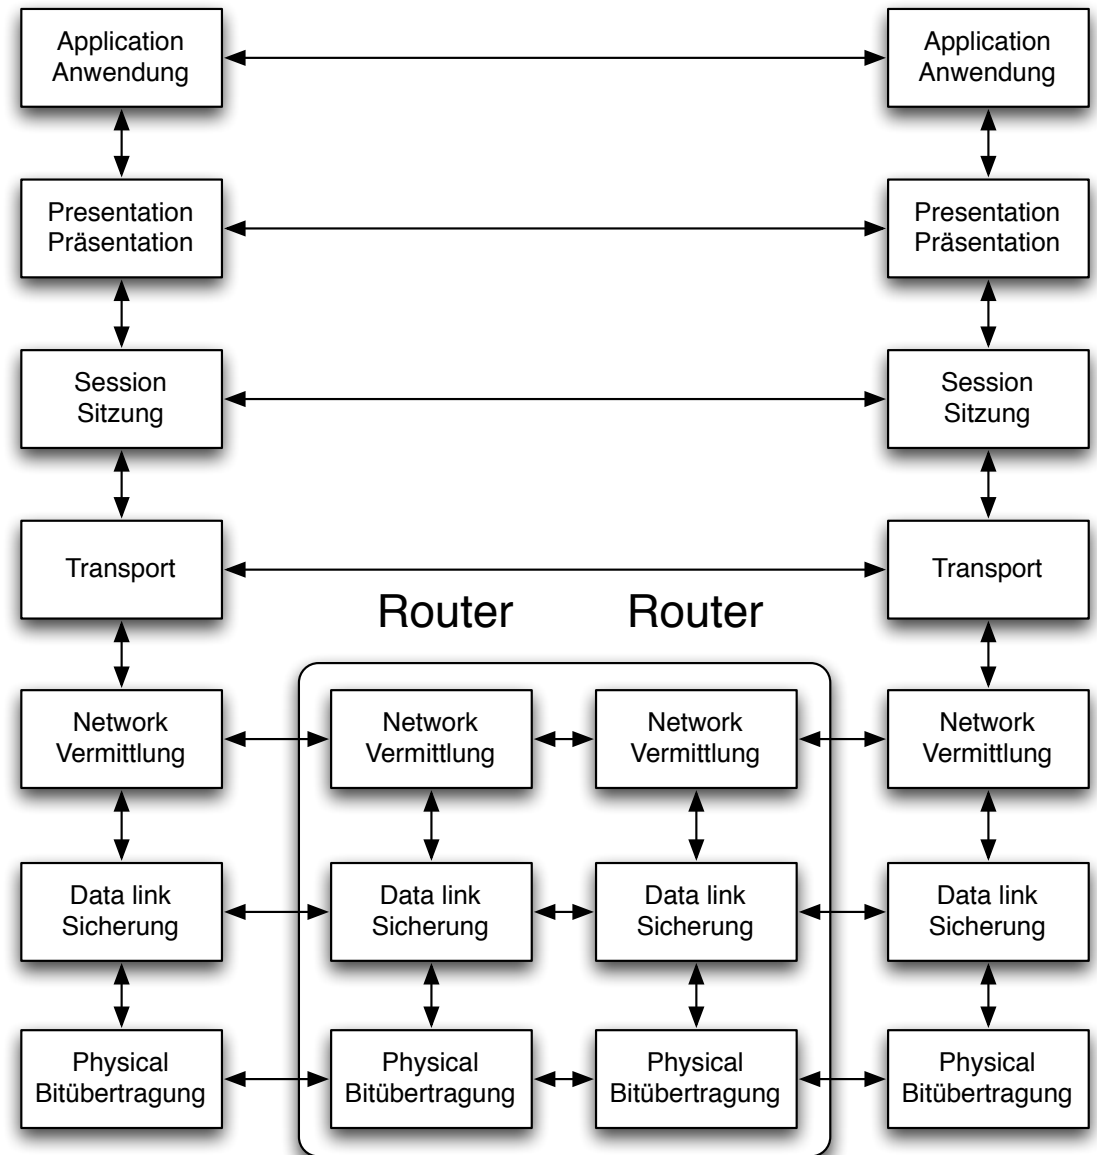 Application
Anwendung
Application
Anwendung
Presentation
Präsentation
Presentation
Präsentation
Session
Sitzung
Session
Sitzung
Transport
Transport
Router
Router
Network
Vermittlung
Network
Vermittlung
Network
Vermittlung
Network
Vermittlung
Data link
Sicherung
Data link
Sicherung
Data link
Sicherung
Data link
Sicherung
Physical
Bitübertragung
Physical
Bitübertragung
Physical
Bitübertragung
Physical
Bitübertragung